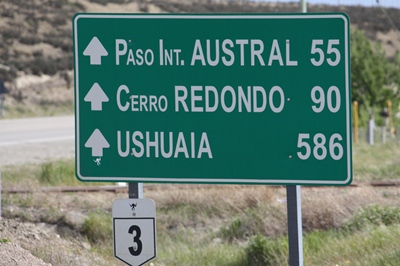 PASO INT. AUSTRAL 55
CERRO REDONDO 90
USHUAIA 586
3